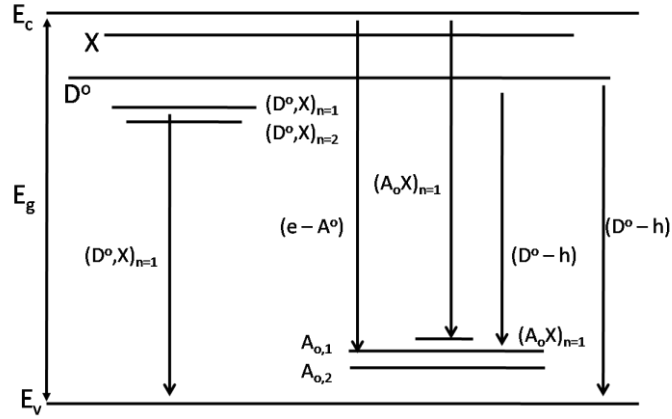 E_c
X
D°
(D°,X)_{n=1}
(D°,X)_{n=2}
E_g
(A_oX)_{n=1}
(e – A°)
(D° – h)
(D°,X)_{n=1}
(D° – h)
A_{o,1}
(A_oX)_{n=1}
A_{o,2}
E_v